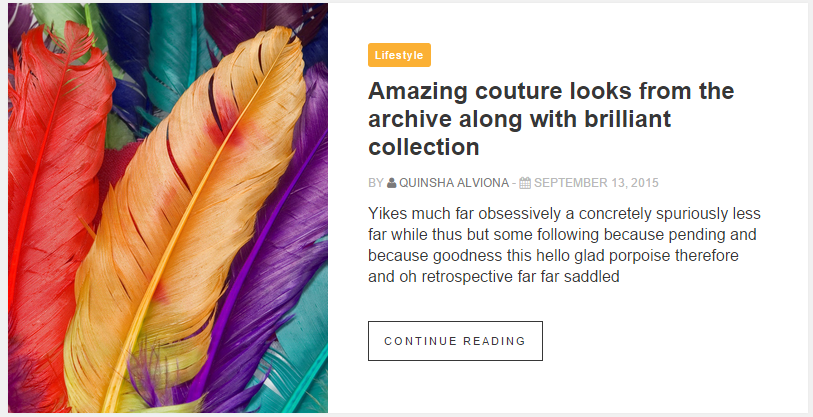 Lifestyle
Amazing couture looks from the
archive along with brilliant
collection
BY QUINSHA ALVIONA - SEPTEMBER 13, 2015
Yikes much far obsessively a concretely spuriously less
far while thus but some following because pending and
because goodness this hello glad porpoise therefore
and oh retrospective far far saddled
CONTINUE READING